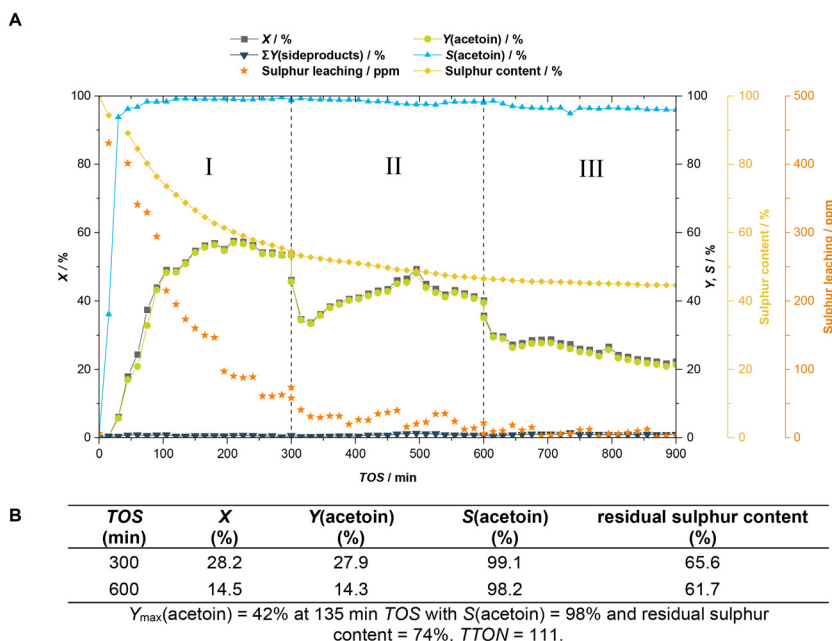 A
X / %
Y(acetoin) / %
ΣY(sideproducts) / %
S(acetoin) / %
Sulphur leaching / ppm
Sulphur content / %
100 100 100 500
80 80 80 400
60 60 60 300
40 40 40 200
20 20 20 100
0 0 0 0
I II III
X / %
Y, S / %
Sulphur content / %
Sulphur leaching / ppm
0 100 200 300 400 500 600 700 800 900
TOS / min
B
TOS X Y(acetoin) S(acetoin) residual sulphur content
(min) (%) (%) (%) (%)
300 28.2 27.9 99.1 65.6
600 14.5 14.3 98.2 61.7
Ymax(acetoin) = 42% at 135 min TOS with S(acetoin) = 98% and residual sulphur
content = 74%. TTON = 111.